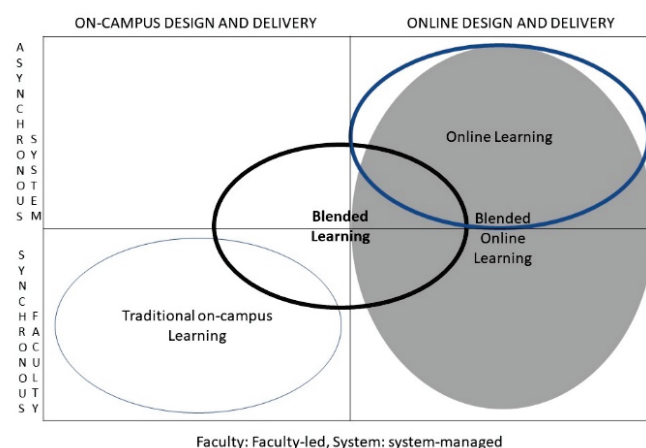 ON-CAMPUS DESIGN AND DELIVERY
ONLINE DESIGN AND DELIVERY
ASYNCHRONOUS
SYSTEM
Online Learning
Blended
Learning
Blended
Online
Learning
SYNCHRONOUS
FACULTY
Traditional on-campus
Learning
Faculty: Faculty-led, System: system-managed